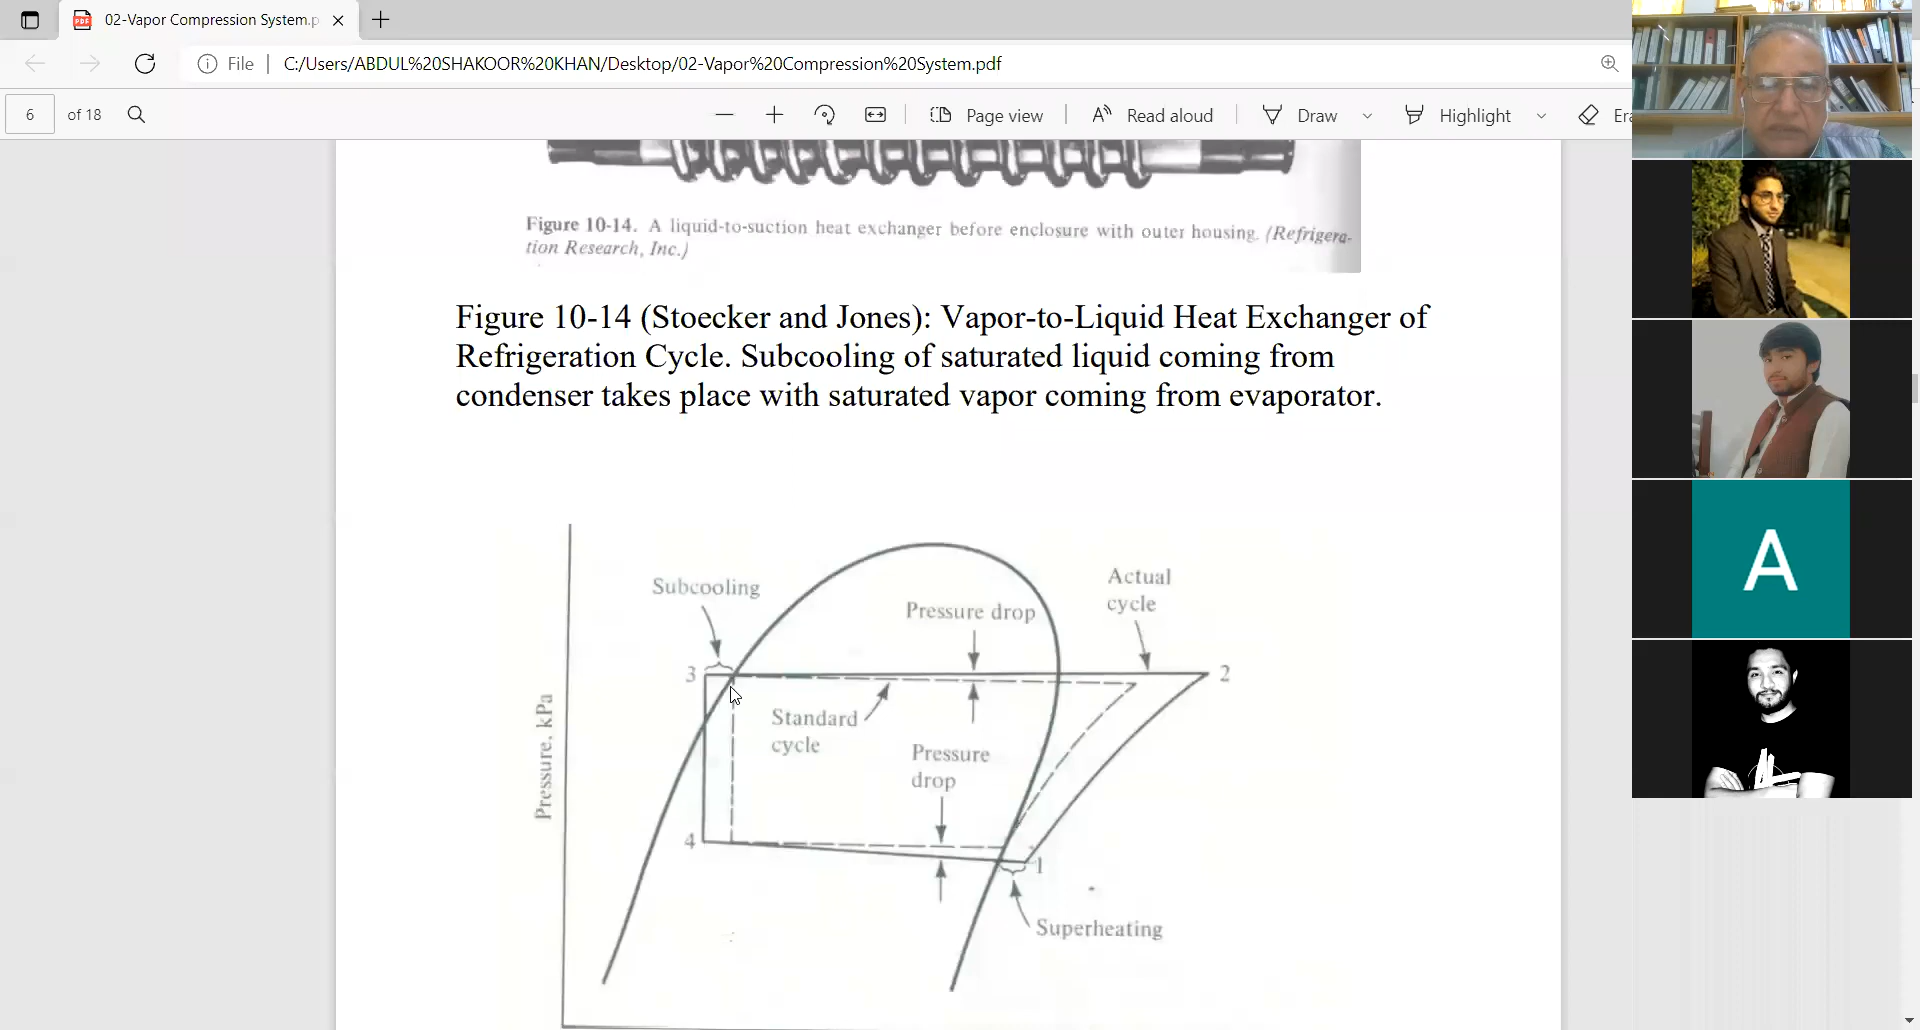 02-Vapor Compression System.p
File
C:/Users/ABDUL%20SHAKOOR%20KHAN/Desktop/02-Vapor%20Compression%20System.pdf
6 of 18
Page view
Read aloud
Draw
Highlight
Era
Figure 10-14. A liquid-to-suction heat exchanger before enclosure with outer housing. (Refrigera-
tion Research, Inc.)
Figure 10-14 (Stoecker and Jones): Vapor-to-Liquid Heat Exchanger of
Refrigeration Cycle. Subcooling of saturated liquid coming from
condenser takes place with saturated vapor coming from evaporator.
Subcooling
Actual
cycle
Pressure drop
3
2
Standard
cycle
Pressure
drop
Pressure, kPa
4
1
Superheating
A